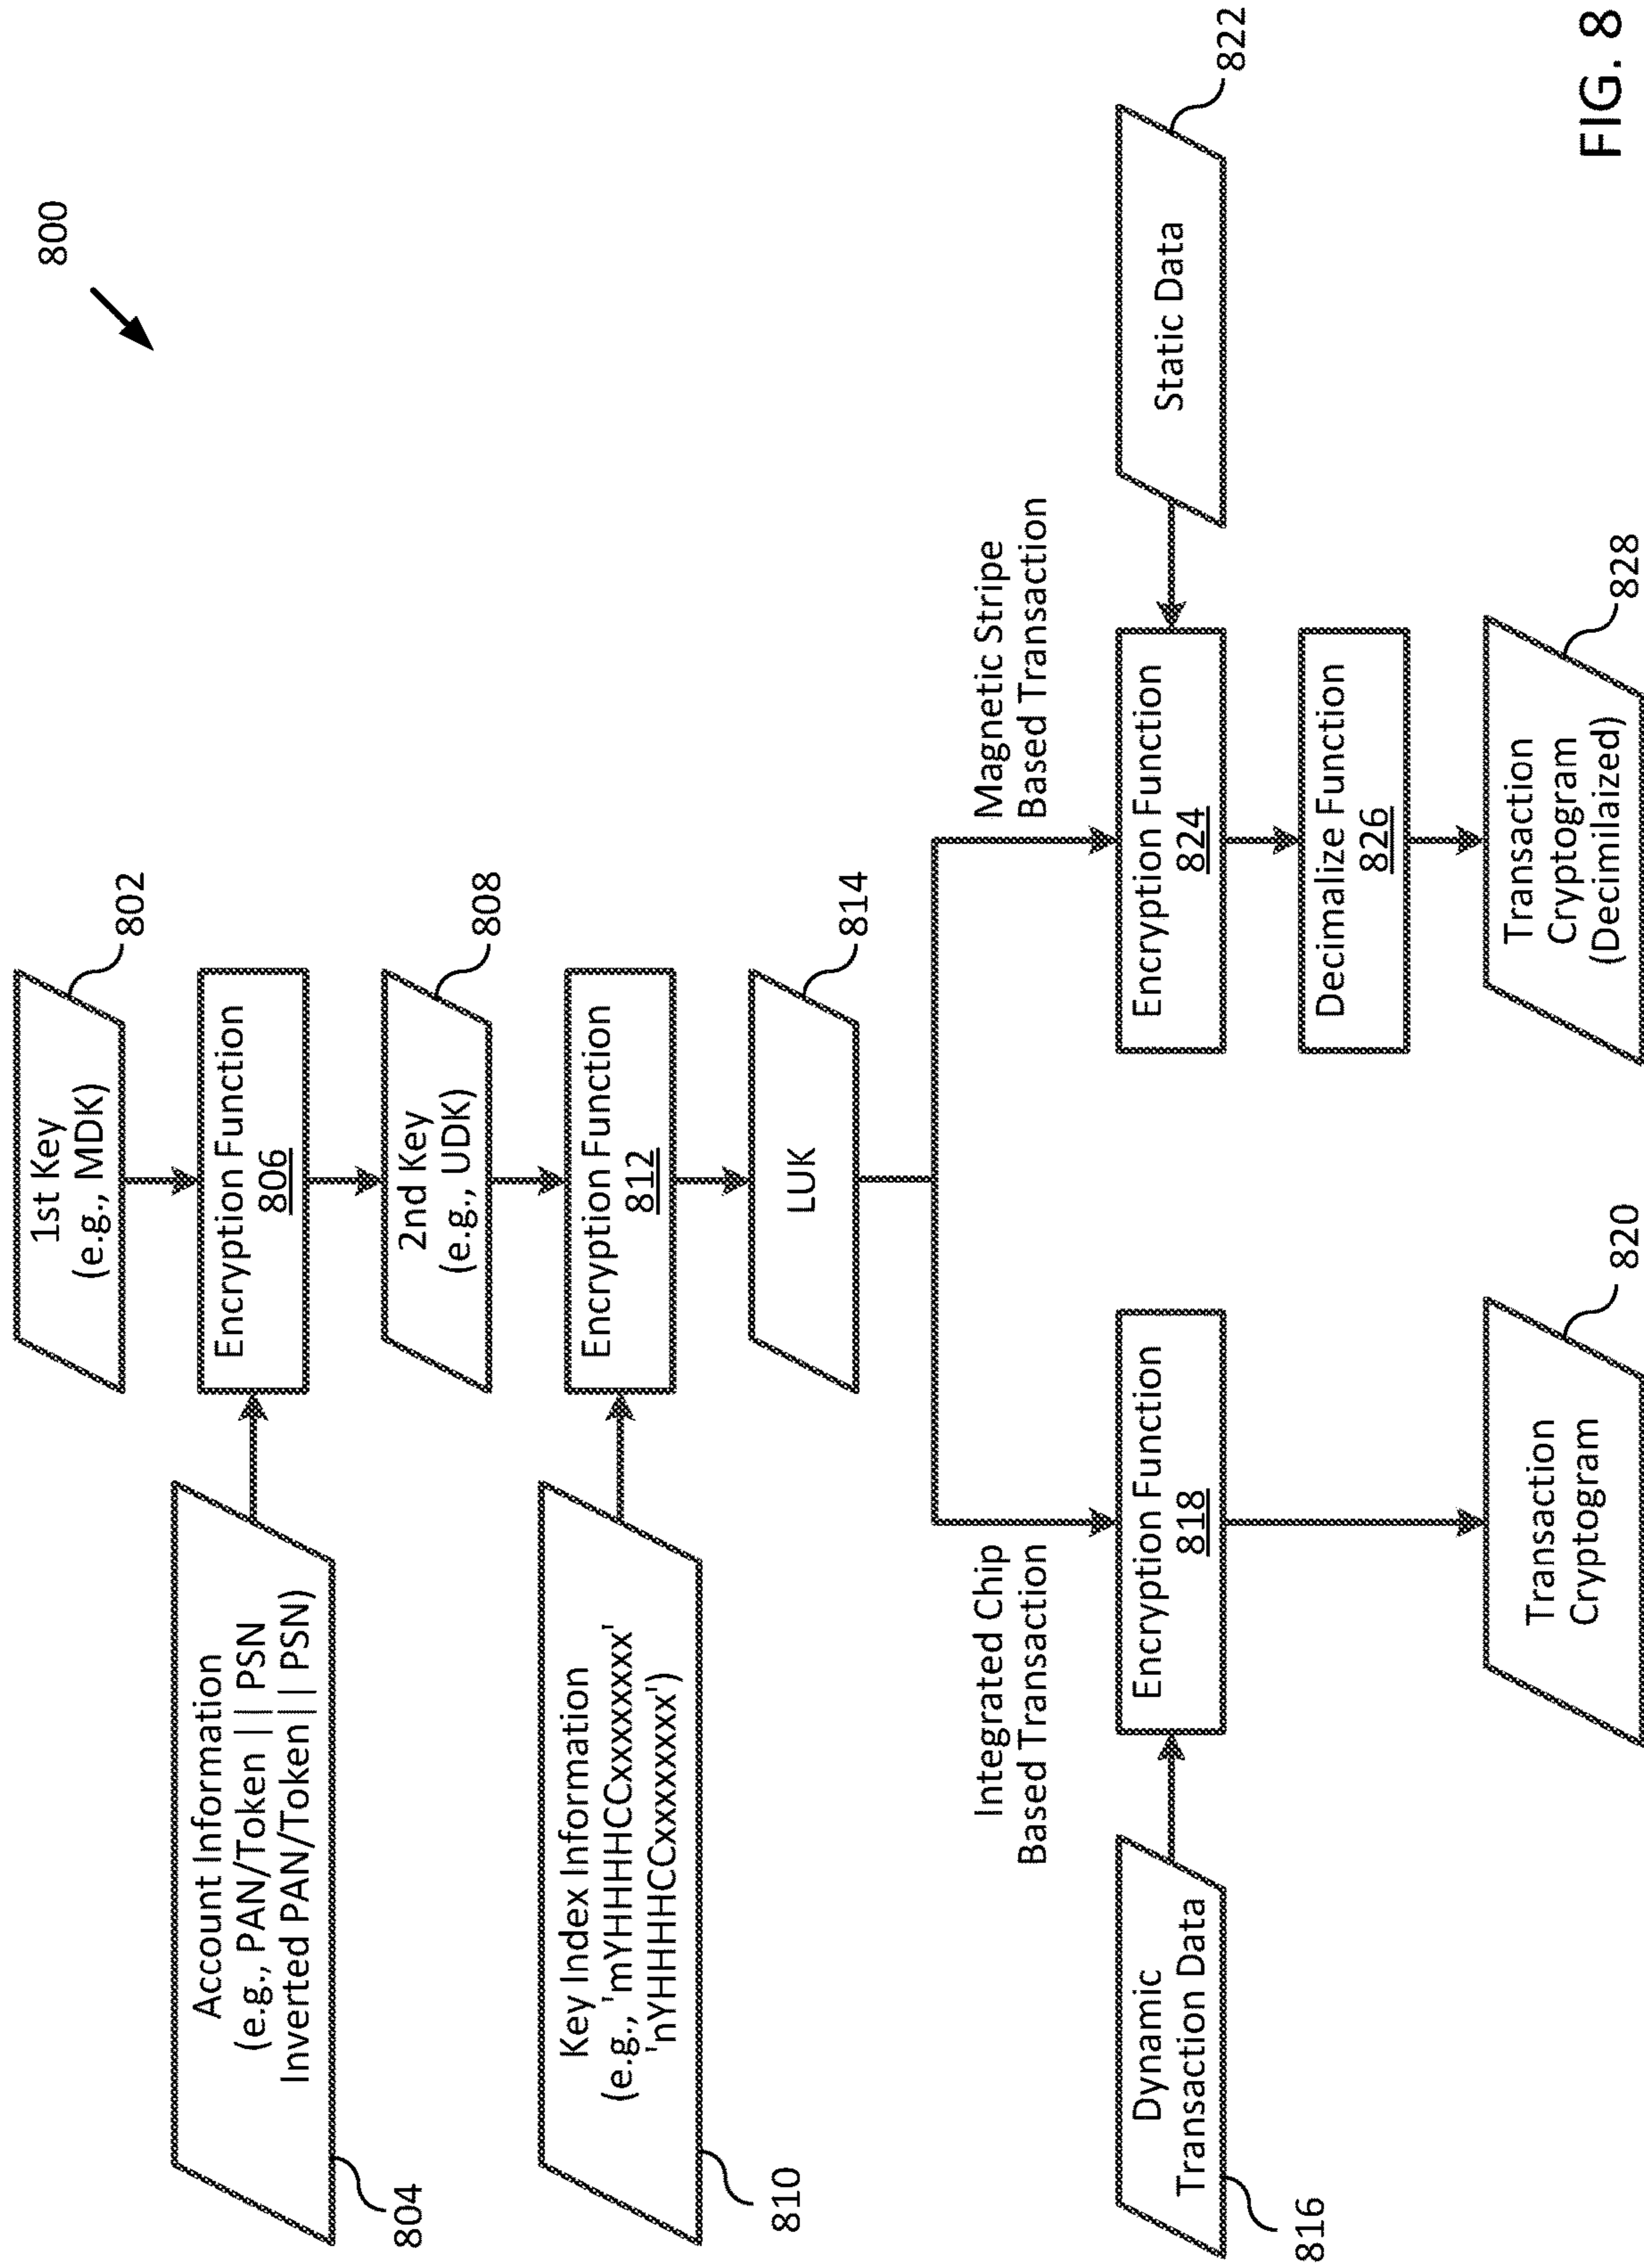 800
1st Key
(e.g., MDK)
802
Account Information
(e.g., PAN/Token || PSN
Inverted PAN/Token || PSN)
804
Encryption Function
806
2nd Key
(e.g., UDK)
808
Key Index Information
(e.g., 'mYHHHHCCxxxxxxx'
'nYHHHHCCxxxxxxx')
810
Encryption Function
812
LUK
814
Integrated Chip
Based Transaction
Magnetic Stripe
Based Transaction
Dynamic
Transaction Data
816
Encryption Function
818
Encryption Function
824
Static Data
822
Decimalize Function
826
Transaction
Cryptogram
820
Transaction
Cryptogram
(Decimilaized)
828
FIG. 8